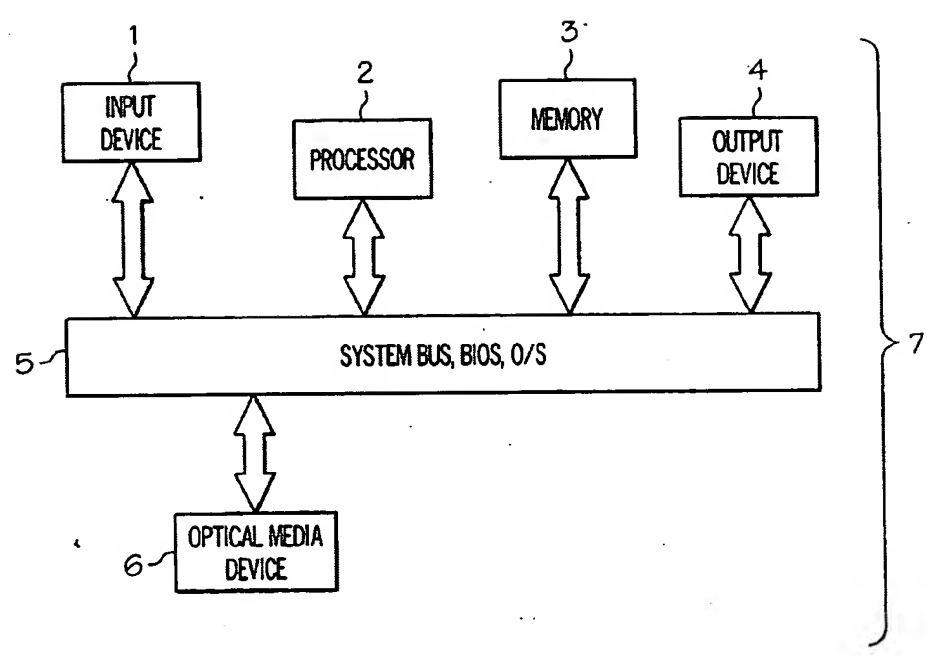 1
INPUT
DEVICE
2
PROCESSOR
3
MEMORY
4
OUTPUT
DEVICE
5
SYSTEM BUS, BIOS, O/S
7
6
OPTICAL MEDIA
DEVICE